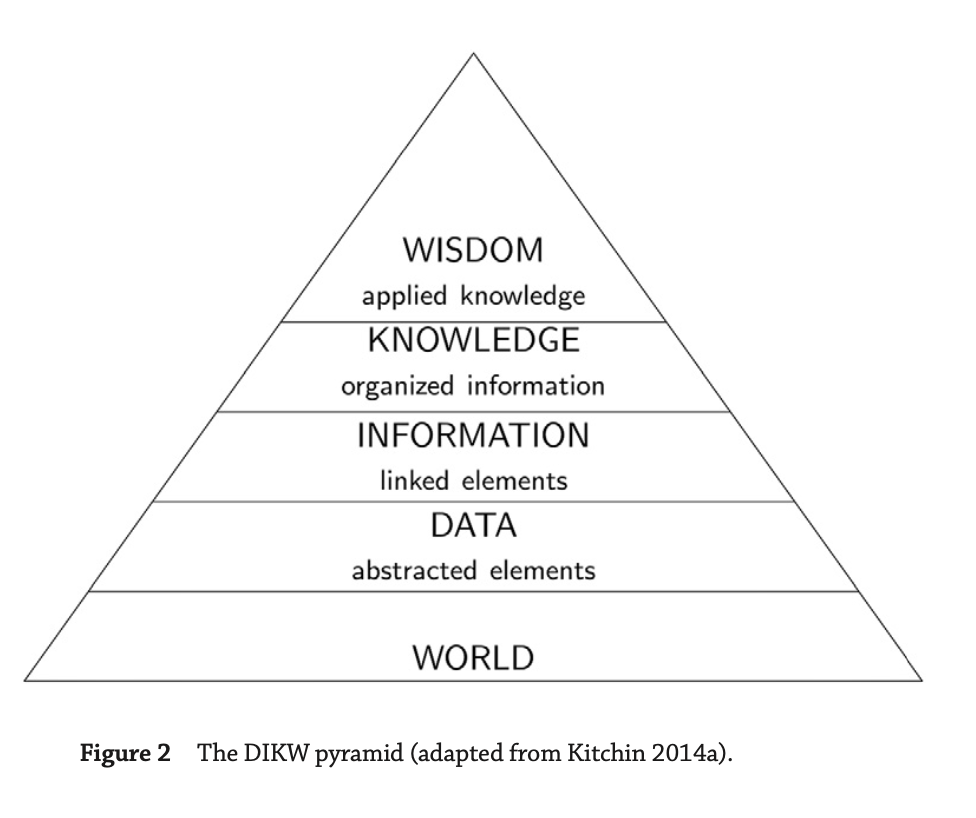 WISDOM
applied knowledge
KNOWLEDGE
organized information
INFORMATION
linked elements
DATA
abstracted elements
WORLD
Figure 2 The DIKW pyramid (adapted from Kitchin 2014a).